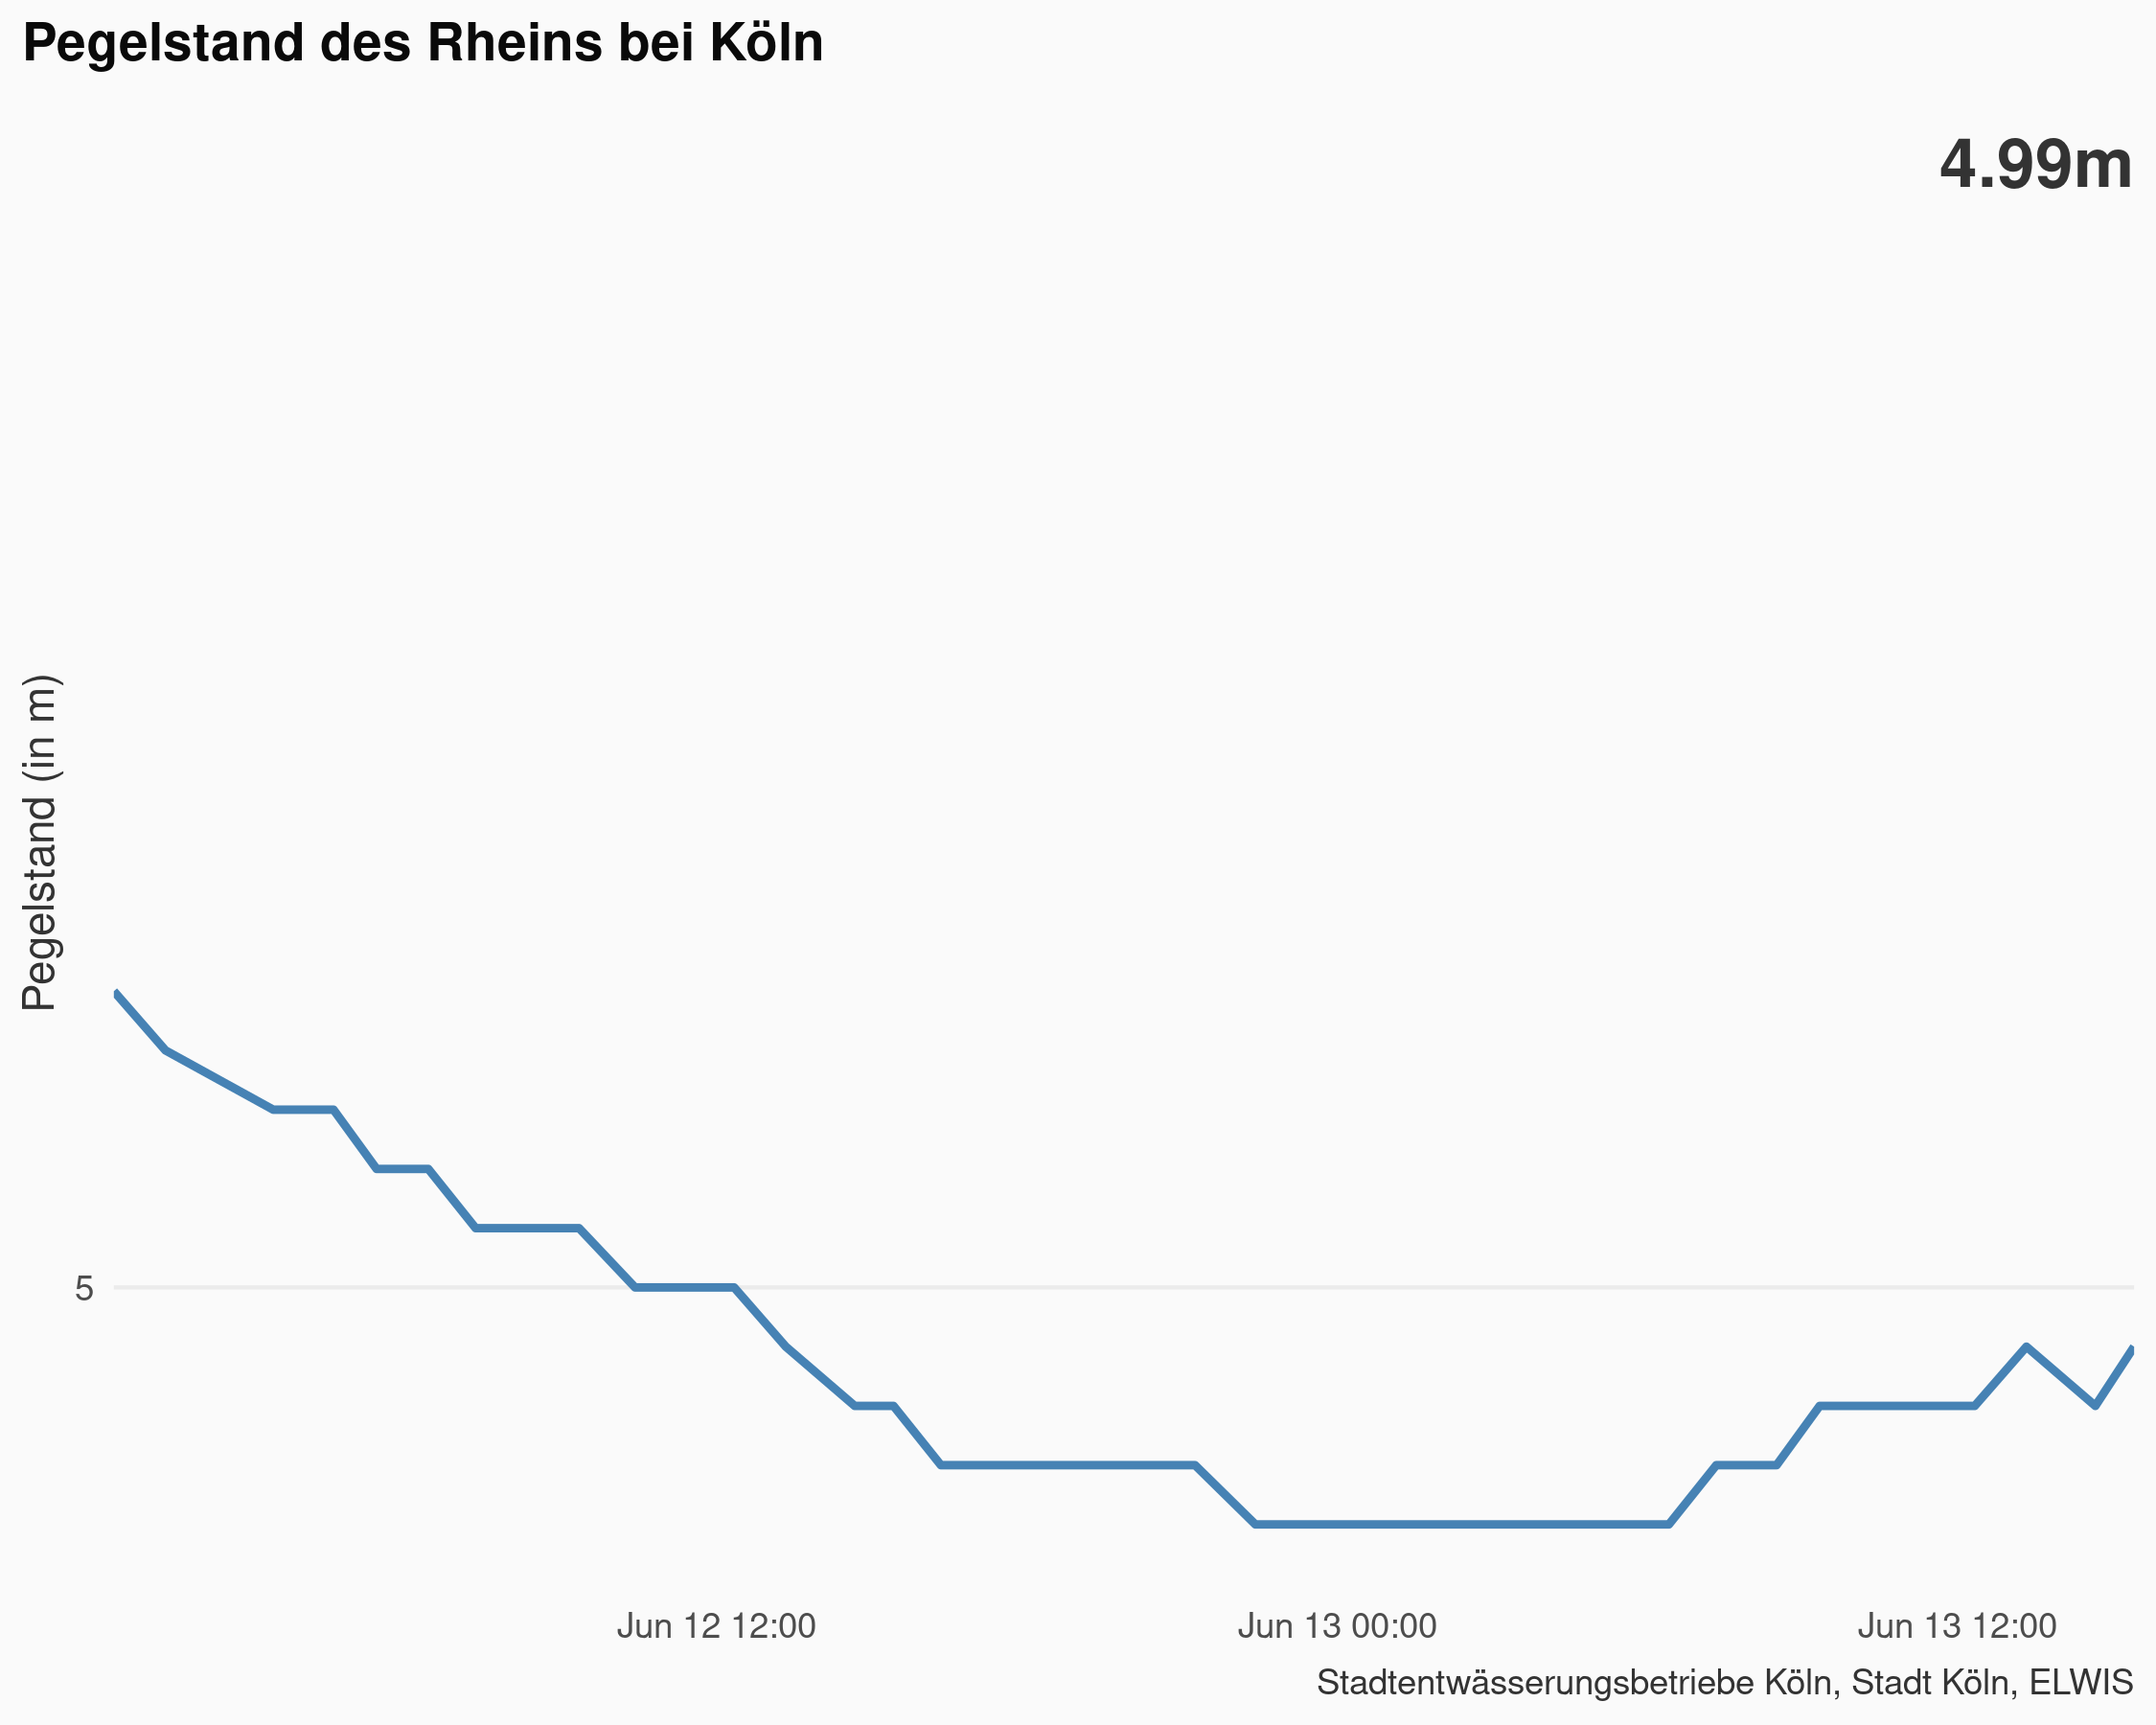 Pegelstand des Rheins bei Köln
4.99m
Pegelstand (in m)
5
Jun 12 12:00
Jun 13 00:00
Jun 13 12:00
Stadtentwässerungsbetriebe Köln, Stadt Köln, ELWIS